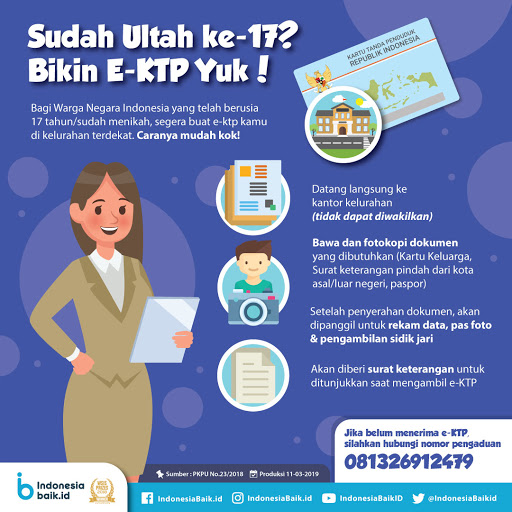 Sudah Ultah ke-17?
Bikin E-KTP Yuk!
KARTU TANDA PENDUDUK
REPUBLIK INDONESIA
Bagi Warga Negara Indonesia yang telah berusia
17 tahun/sudah menikah, segera buat e-ktp kamu
di kelurahan terdekat. Caranya mudah kok!
Datang langsung ke
kantor kelurahan
(tidak dapat diwakilkan)
Bawa dan fotokopi dokumen
yang dibutuhkan (Kartu Keluarga,
Surat keterangan pindah dari kota
asal/luar negeri, paspor)
Setelah penyerahan dokumen, akan
dipanggil untuk rekam data, pas foto
& pengambilan sidik jari
Akan diberi surat keterangan untuk
ditunjukkan saat mengambil e-KTP
Jika belum menerima e-KTP,
silahkan hubungi nomor pengaduan
081326912479
Sumber : PKPU No.23/2018
Produksi 11-03-2019
Indonesia
baik.id
IndonesiaBaik.id
IndonesiaBaik.id
IndonesiaBaikID
@IndonesiaBaikId